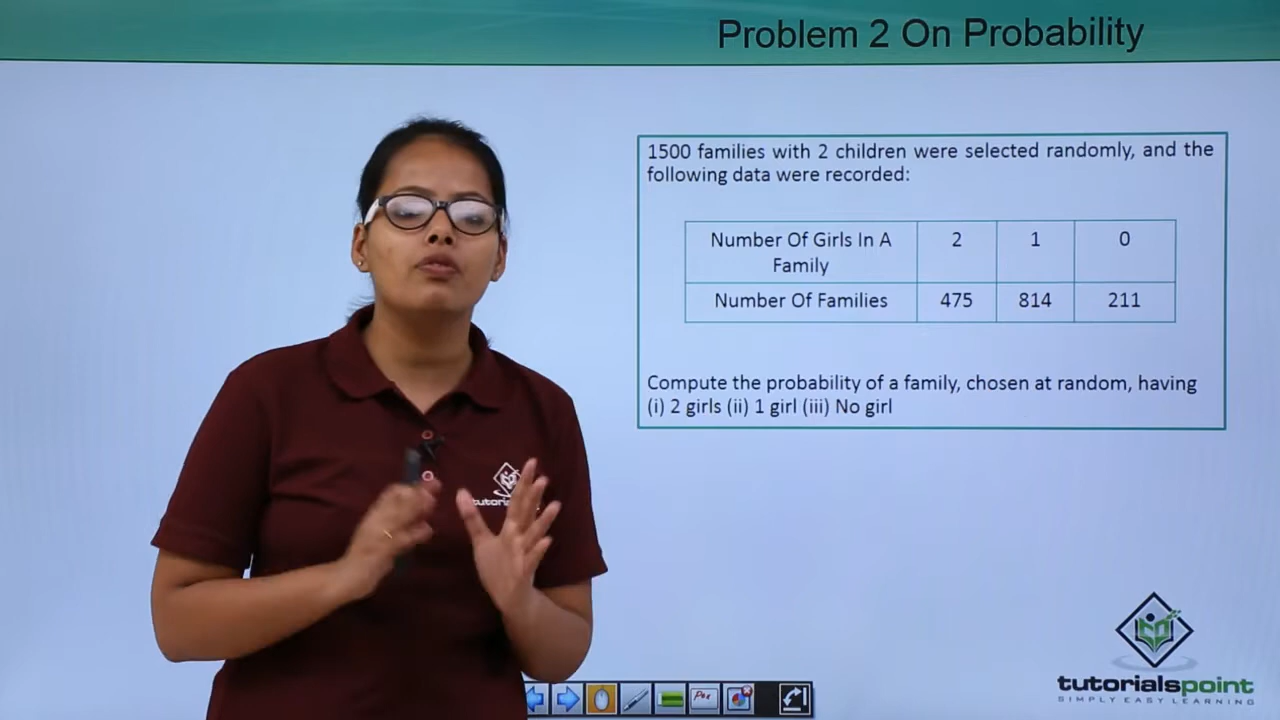 Problem 2 On Probability
1500 families with 2 children were selected randomly, and the
following data were recorded:
Number Of Girls In A
Family
2 1 0
Number Of Families 475 814 211
Compute the probability of a family, chosen at random, having
(i) 2 girls (ii) 1 girl (iii) No girl
tutorialspoint
SIMPLY EASY LEARNING
Pen